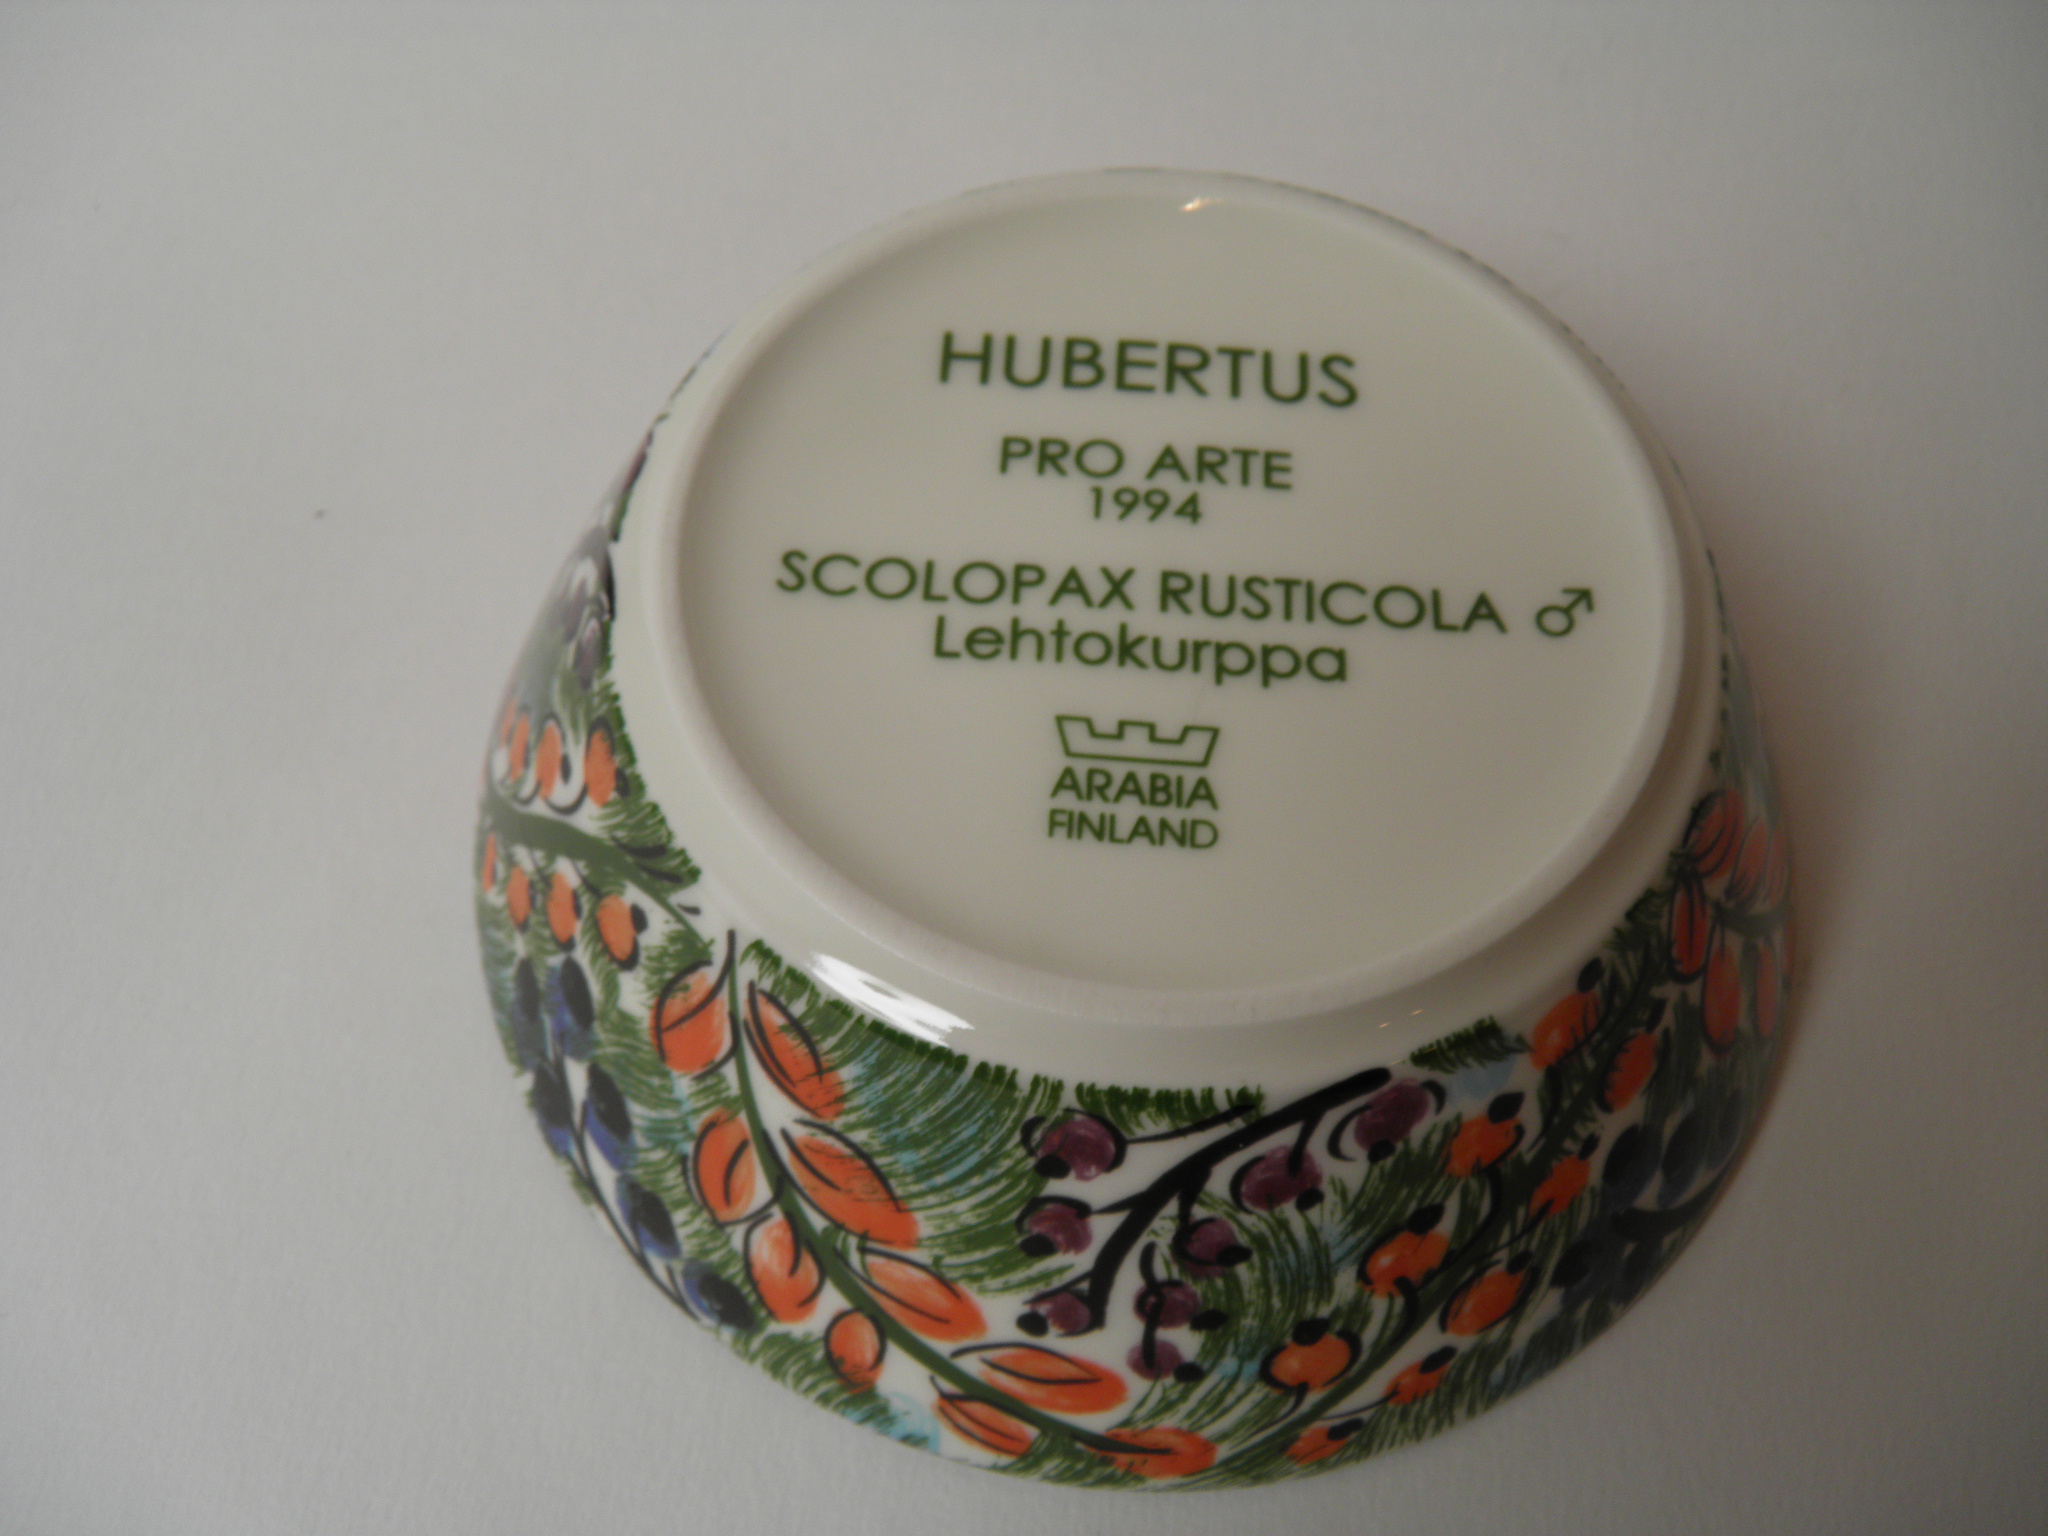 HUBERTUS
PRO ARTE
1994
SCOLOPAX RUSTICOLA ♂
Lehtokurppa
ARABIA
FINLAND